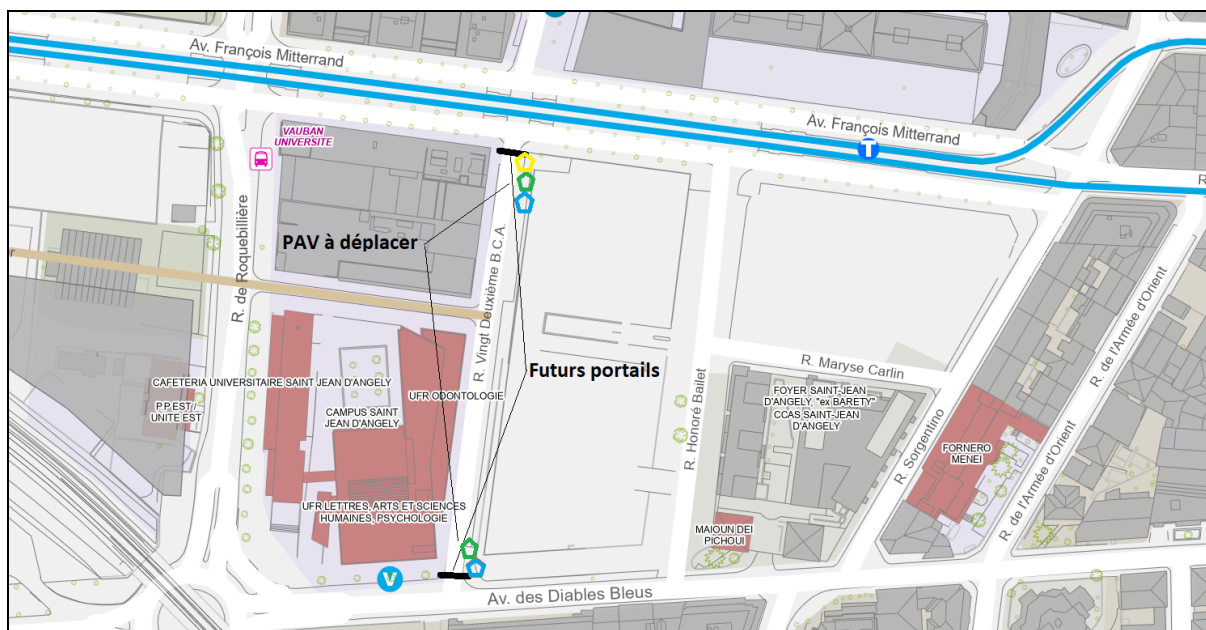 Av. François Mitterrand
Av. François Mitterrand
T
R.
VAUBAN
UNIVERSITE
R. de Roquebillière
PAV à déplacer
R. Vingt Deuxième B.C.A.
r
Futurs portails
R. Maryse Carlin
R. Honoré Bailet
R. Sorgentino
R. de l'Armée d'Orient
R. de l'Armée d'Orient
CAFETERIA UNIVERSITAIRE SAINT JEAN D'ANGELY
P.P EST /
UNITE EST
CAMPUS SAINT
JEAN D'ANGELY
UFR ODONTOLOGIE
FOYER SAINT-JEAN
D'ANGELY, "ex BARETY"
CCAS SAINT-JEAN
D'ANGELY
FORNERO
MENEI
UFR LETTRES, ARTS ET SCIENCES
HUMAINES, PSYCHOLOGIE
MAIOUN DEI
PICHOUI
V
Av. des Diables Bleus